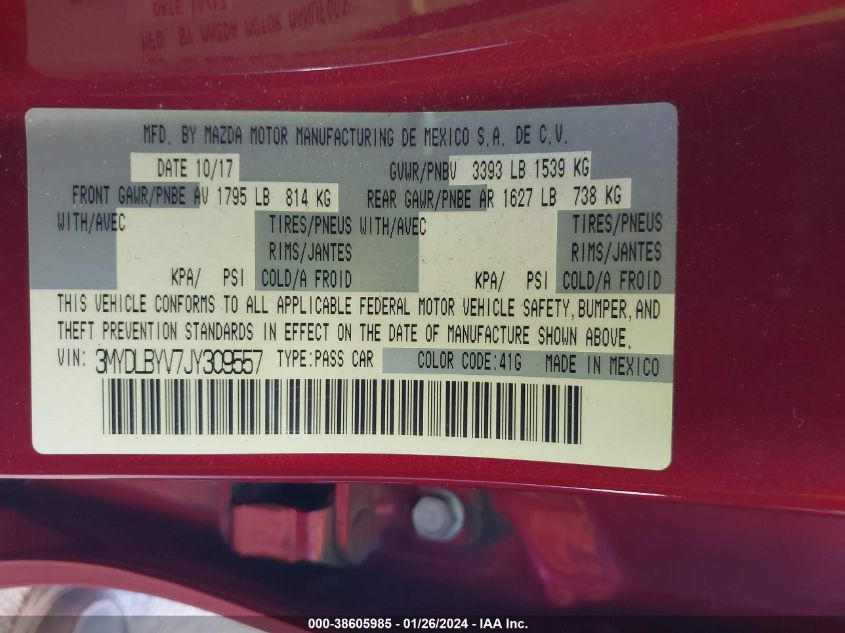 MFD. BY MAZDA MOTOR MANUFACTURING DE MEXICO S.A. DE C.V.
DATE 10/17 GVWR/PNBV 3393 LB 1539 KG
FRONT GAWR/PNBE AV 1795 LB 814 KG REAR GAWR/PNBE AR 1627 LB 738 KG
WITH/AVEC TIRES/PNEUS WITH/AVEC TIRES/PNEUS
RIMS/JANTES RIMS/JANTES
KPA/ PSI COLD/A FROID KPA/ PSI COLD/A FROID
THIS VEHICLE CONFORMS TO ALL APPLICABLE FEDERAL MOTOR VEHICLE SAFETY, BUMPER, AND
THEFT PREVENTION STANDARDS IN EFFECT ON THE DATE OF MANUFACTURE SHOWN ABOVE.
VIN: 3MYDLBYV7JY309557 TYPE:PASS CAR COLOR CODE:41G MADE IN MEXICO
000-38605985 - 01/26/2024 - IAA Inc.